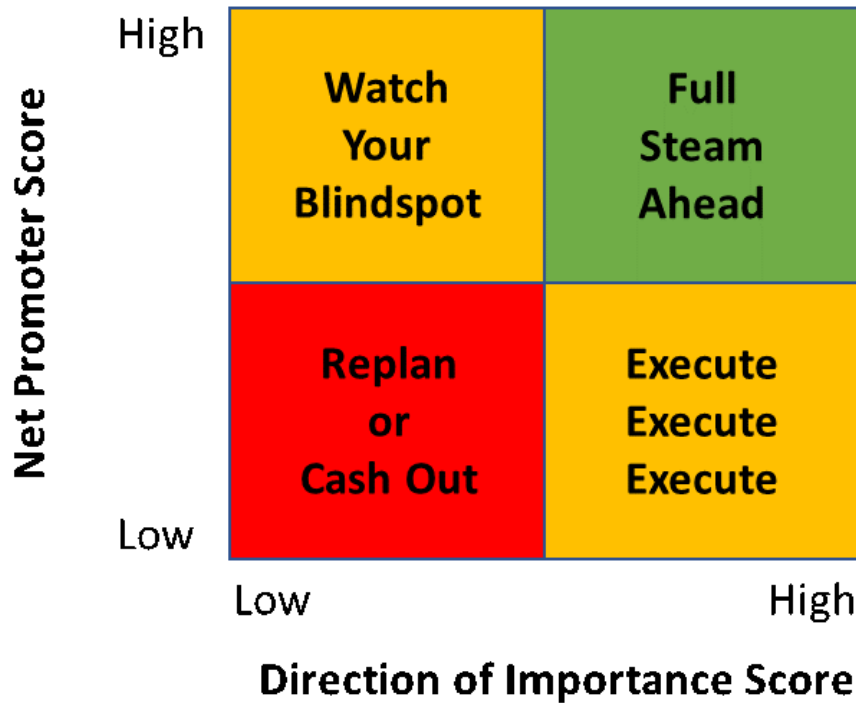 High
Net Promoter Score
Watch
Your
Blindspot
Full
Steam
Ahead
Replan
or
Cash Out
Execute
Execute
Execute
Low
Low
High
Direction of Importance Score